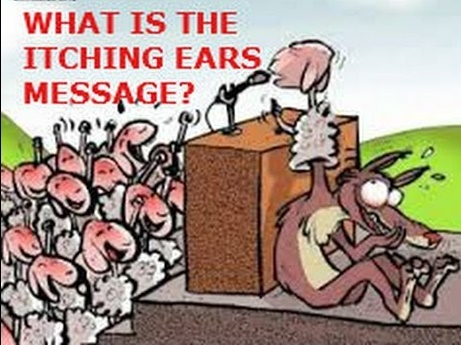 WHAT IS THE
ITCHING EARS
MESSAGE?